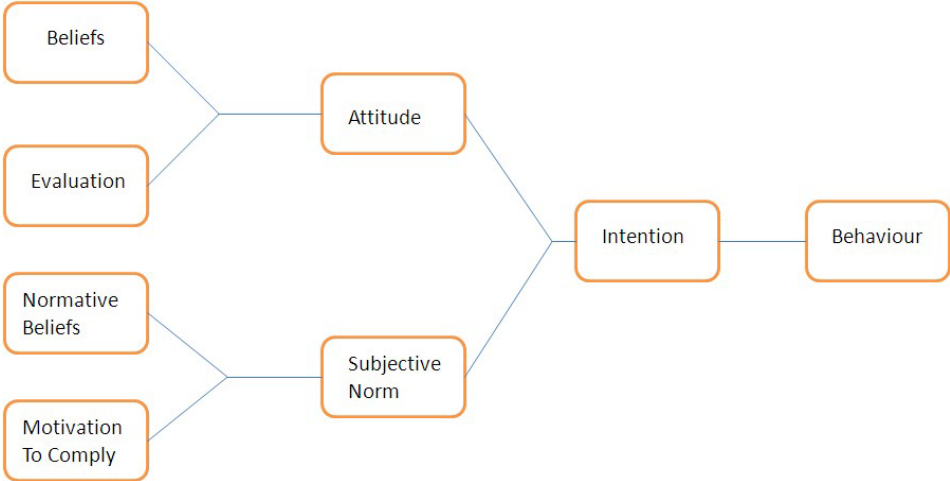 Beliefs
Evaluation
Normative
Beliefs
Motivation
To Comply
Attitude
Subjective
Norm
Intention
Behaviour